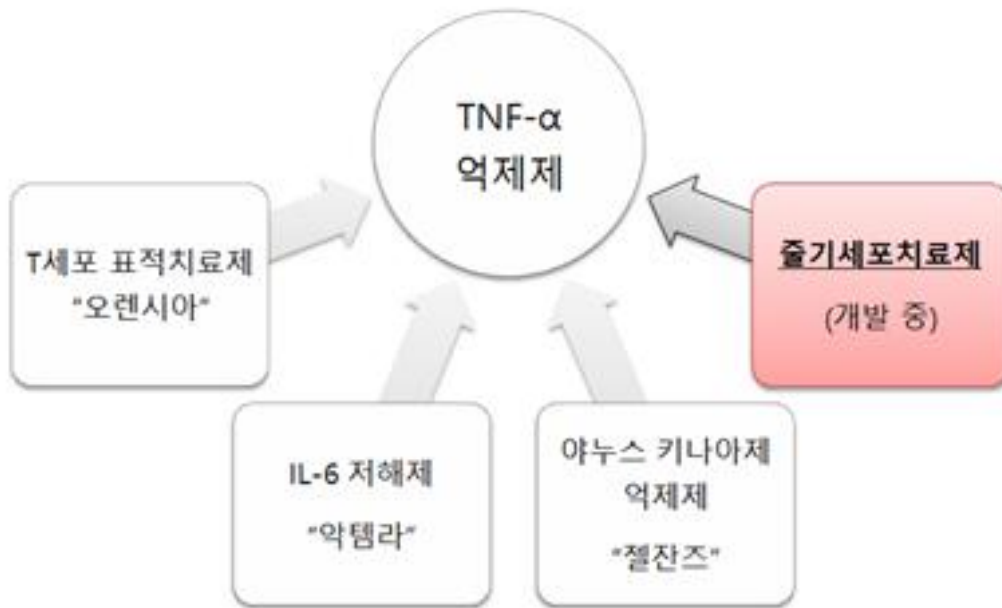 TNF-α
억제제
T세포 표적치료제
"오렌시아"
줄기세포치료제
(개발 중)
IL-6 저해제
"악템라"
야누스 키나아제
억제제
"젤잔즈"